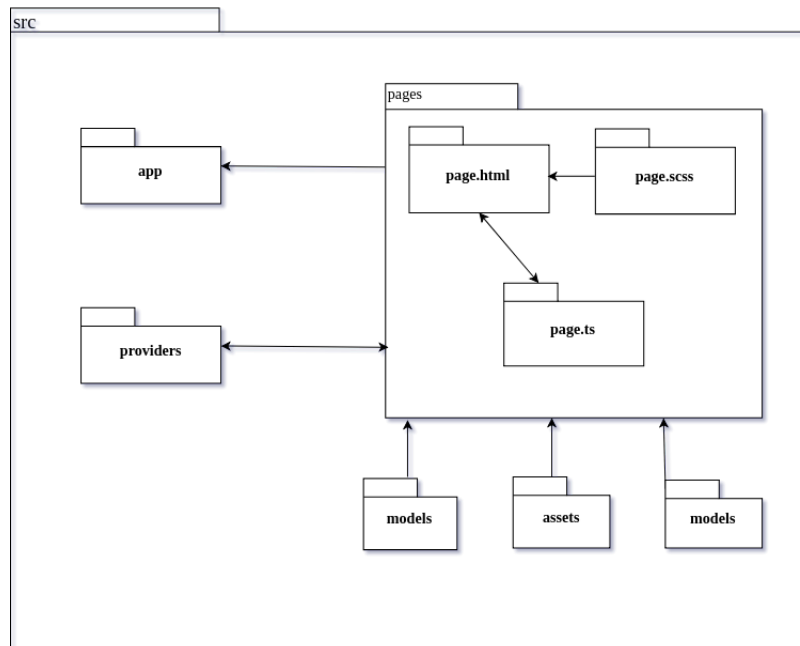 src
pages
app
page.html
page.scss
providers
page.ts
models
assets
models